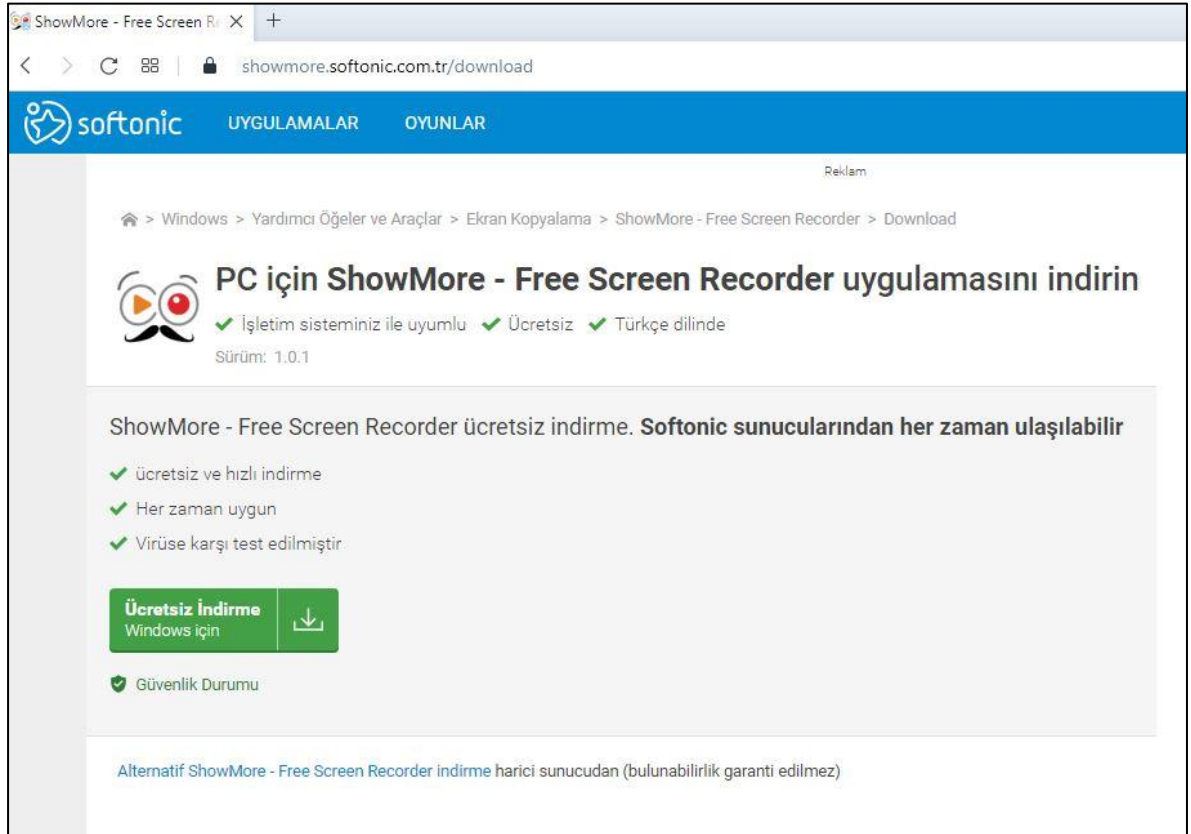 ShowMore - Free Screen R
showmore.softonic.com.tr/download
softonic UYGULAMALAR OYUNLAR
Reklam
> Windows > Yardımcı Öğeler ve Araçlar > Ekran Kopyalama > ShowMore - Free Screen Recorder > Download
PC için ShowMore - Free Screen Recorder uygulamasını indirin
İşletim sisteminiz ile uyumlu Ücretsiz Türkçe dilinde
Sürüm: 1.0.1
ShowMore - Free Screen Recorder ücretsiz indirme. Softonic sunucularından her zaman ulaşılabilir
ücretsiz ve hızlı indirme
Her zaman uygun
Virüse karşı test edilmiştir
Ücretsiz İndirme
Windows için
Güvenlik Durumu
Alternatif ShowMore - Free Screen Recorder indirme harici sunucudan (bulunabilirlik garanti edilmez)